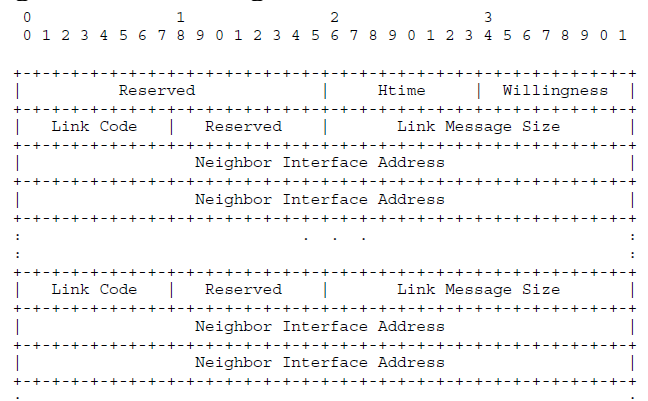 0                   1                   2                   3
0 1 2 3 4 5 6 7 8 9 0 1 2 3 4 5 6 7 8 9 0 1 2 3 4 5 6 7 8 9 0 1
+-+-+-+-+-+-+-+-+-+-+-+-+-+-+-+-+-+-+-+-+-+-+-+-+-+-+-+-+-+-+-+-+
|          Reserved             |     Htime     |  Willingness  |
+-+-+-+-+-+-+-+-+-+-+-+-+-+-+-+-+-+-+-+-+-+-+-+-+-+-+-+-+-+-+-+-+
|   Link Code   |   Reserved    |       Link Message Size       |
+-+-+-+-+-+-+-+-+-+-+-+-+-+-+-+-+-+-+-+-+-+-+-+-+-+-+-+-+-+-+-+-+
|                  Neighbor Interface Address                   |
+-+-+-+-+-+-+-+-+-+-+-+-+-+-+-+-+-+-+-+-+-+-+-+-+-+-+-+-+-+-+-+-+
|                  Neighbor Interface Address                   |
+-+-+-+-+-+-+-+-+-+-+-+-+-+-+-+-+-+-+-+-+-+-+-+-+-+-+-+-+-+-+-+-+
:                             .  .  .                           :
:                                                               :
+-+-+-+-+-+-+-+-+-+-+-+-+-+-+-+-+-+-+-+-+-+-+-+-+-+-+-+-+-+-+-+-+
|   Link Code   |   Reserved    |       Link Message Size       |
+-+-+-+-+-+-+-+-+-+-+-+-+-+-+-+-+-+-+-+-+-+-+-+-+-+-+-+-+-+-+-+-+
|                  Neighbor Interface Address                   |
+-+-+-+-+-+-+-+-+-+-+-+-+-+-+-+-+-+-+-+-+-+-+-+-+-+-+-+-+-+-+-+-+
|                  Neighbor Interface Address                   |
+-+-+-+-+-+-+-+-+-+-+-+-+-+-+-+-+-+-+-+-+-+-+-+-+-+-+-+-+-+-+-+-+